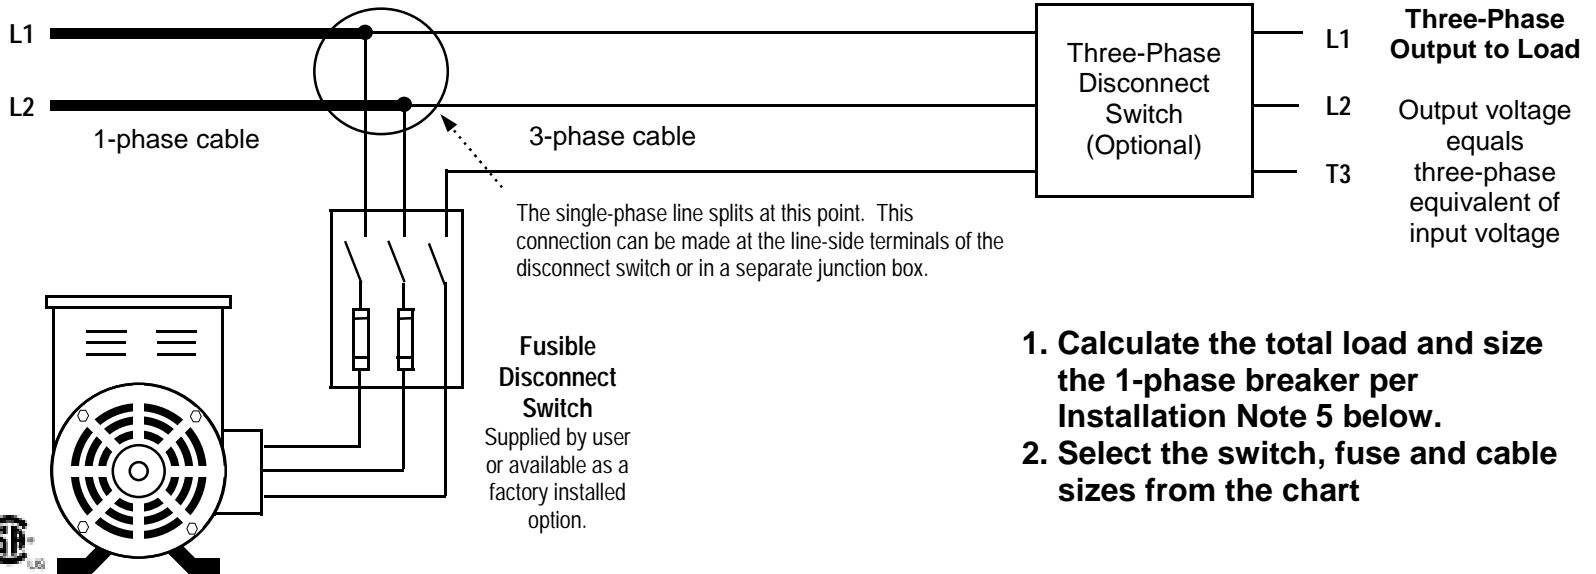 L1
L2
1-phase cable
3-phase cable
Three-Phase
Disconnect
Switch
(Optional)
L1
L2
T3
Three-Phase
Output to Load
Output voltage
equals
three-phase
equivalent of
input voltage
The single-phase line splits at this point. This
connection can be made at the line-side terminals of the
disconnect switch or in a separate junction box.
Fusible
Disconnect
Switch
Supplied by user
or available as a
factory installed
option.
1. Calculate the total load and size
the 1-phase breaker per
Installation Note 5 below.
2. Select the switch, fuse and cable
sizes from the chart
US